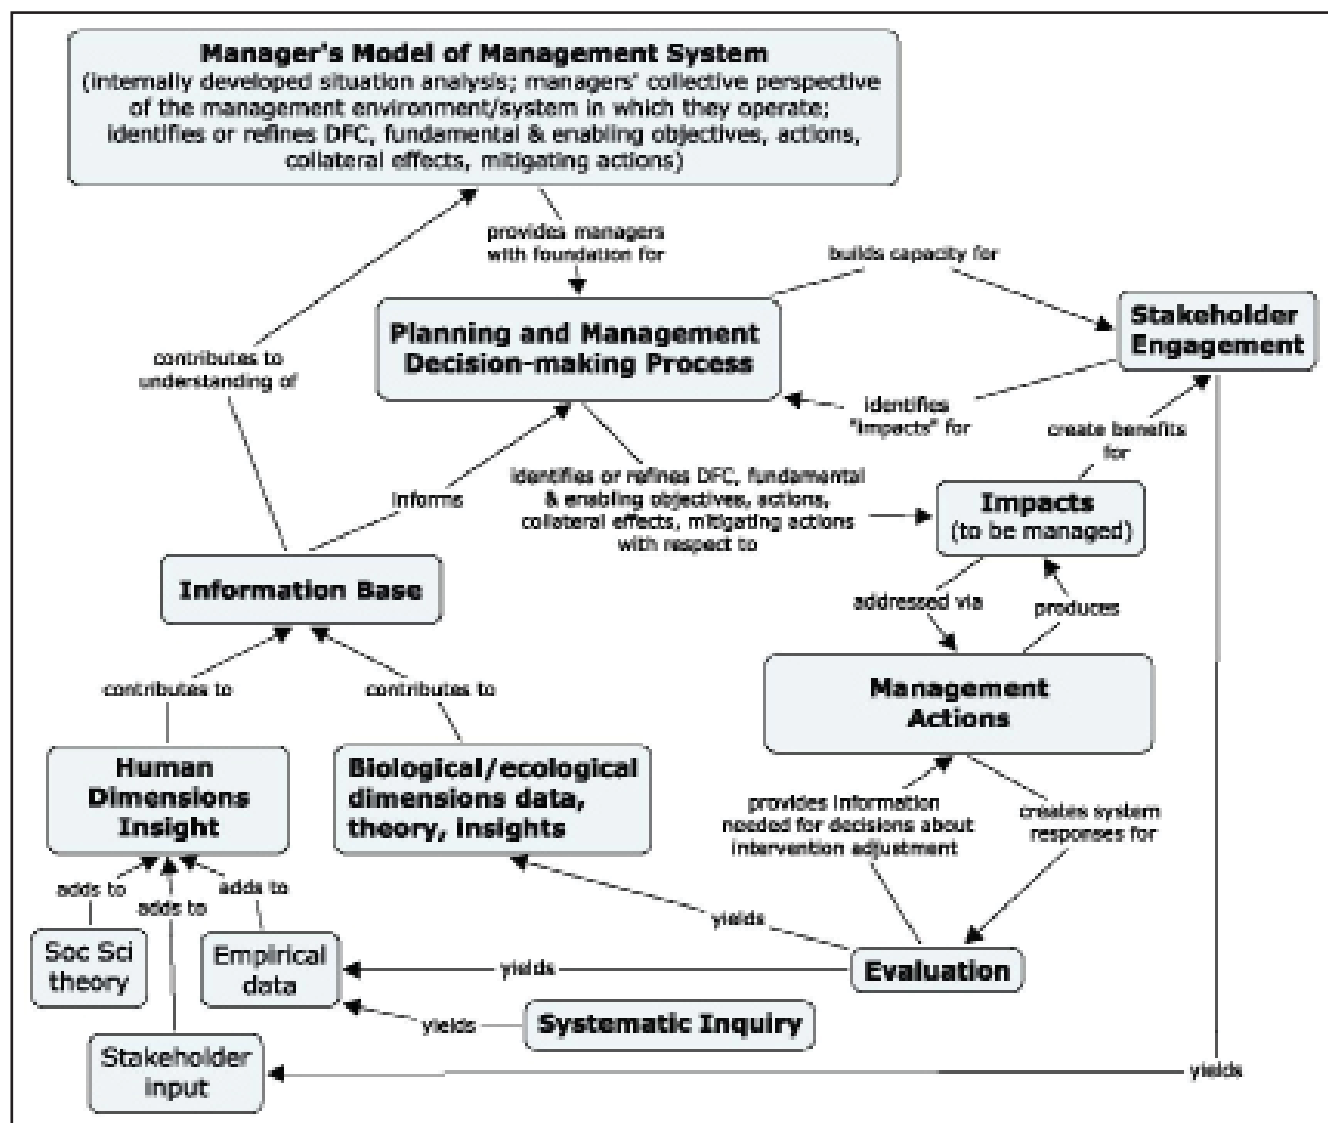 Manager's Model of Management System
(internally developed situation analysis; managers' collective perspective
of the management environment/system in which they operate;
identifies or refines DFC, fundamental & enabling objectives, actions,
collateral effects, mitigating actions)
provides managers
with foundation for
builds capacity for
Planning and Management
Decision-making Process
Stakeholder
Engagement
contributes to
understanding of
identifies
"impacts" for
create benefits
for
informs
identifies or refines DFC, fundamental
& enabling objectives, actions,
collateral effects, mitigating actions
with respect to
Impacts
(to be managed)
Information Base
addressed via
produces
contributes to
contributes to
Management
Actions
Human
Dimensions
Insight
Biological/ecological
dimensions data,
theory, insights
provides information
needed for decisions about
intervention adjustment
creates system
responses for
adds to
adds to
adds to
yields
Soc Sci
theory
Empirical
data
yields
Evaluation
yields
Systematic Inquiry
Stakeholder
input
yields